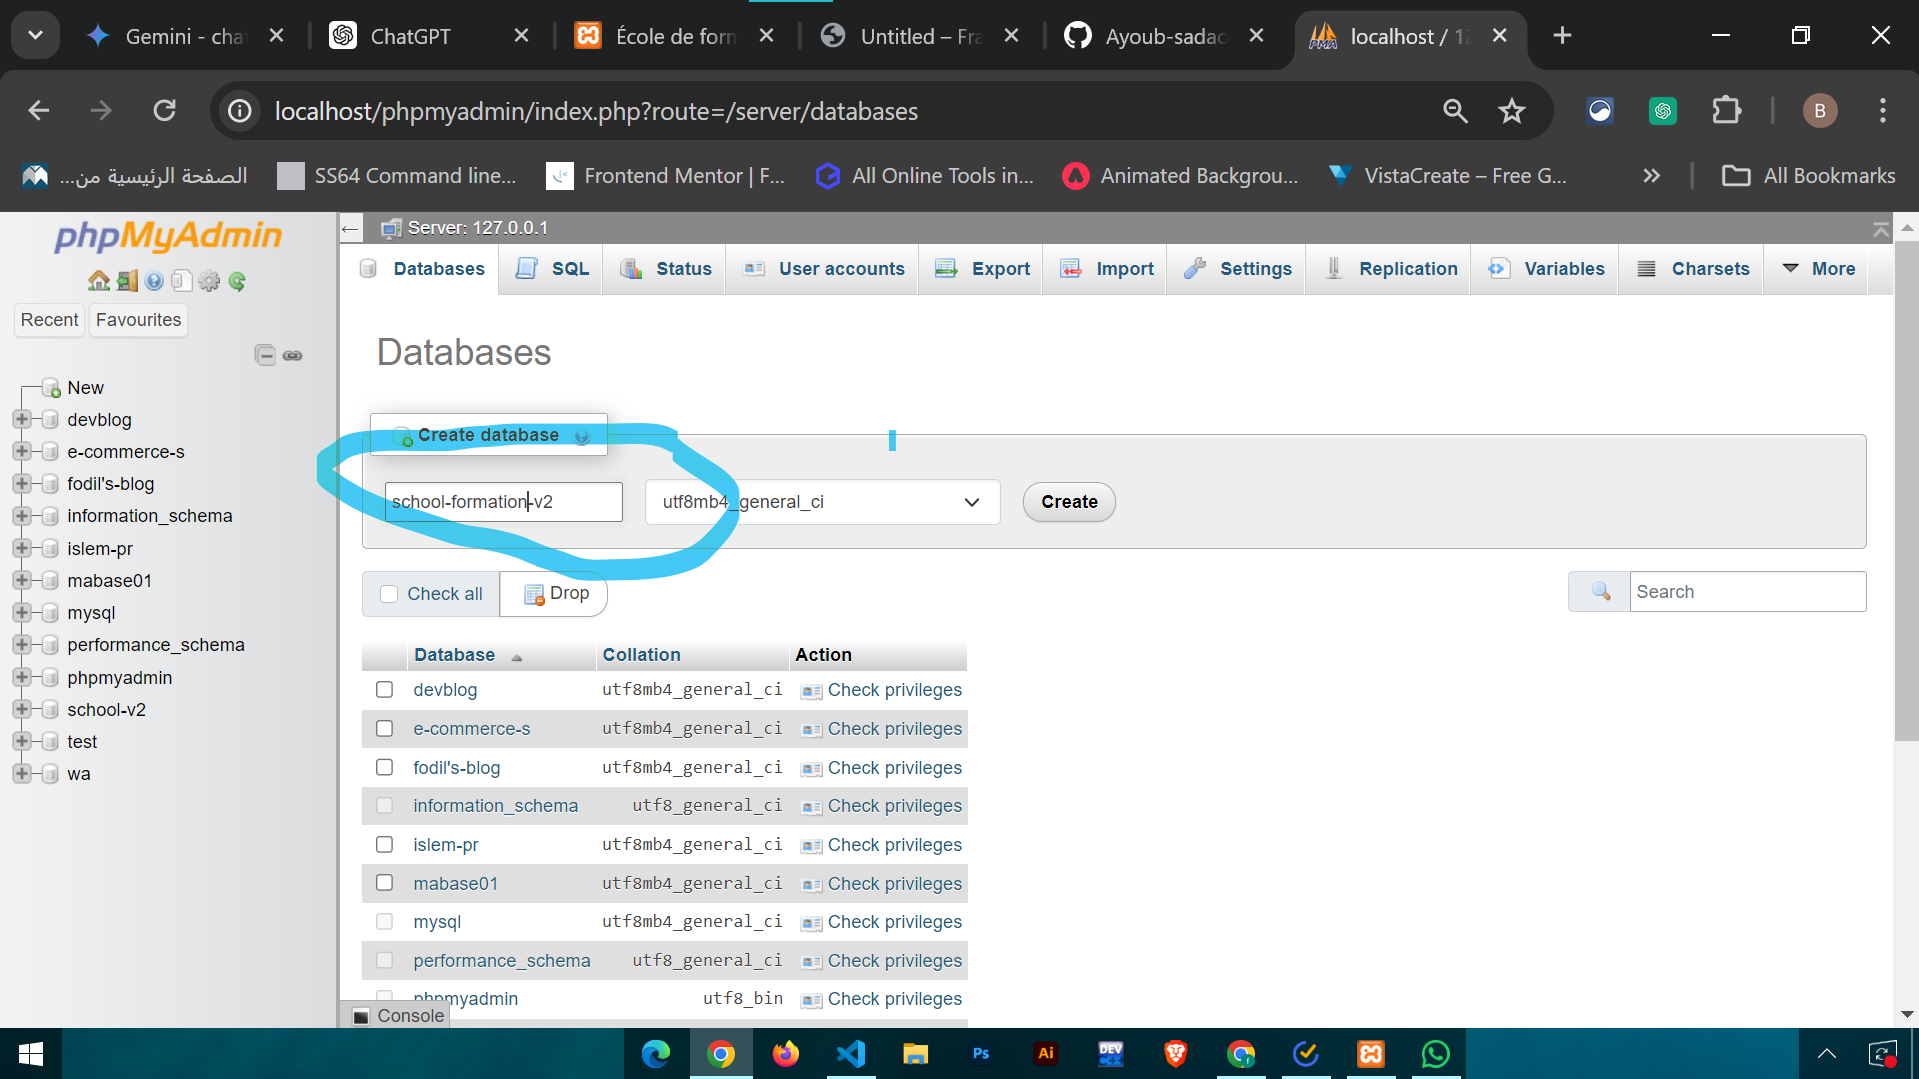 Gemini - cha
ChatGPT
École de for
Untitled – Fra
Ayoub-sadao
localhost / 12
localhost/phpmyadmin/index.php?route=/server/databases
B
الصفحة الرئيسية من...
SS64 Command line...
Frontend Mentor | F...
All Online Tools in...
Animated Backgrou...
VistaCreate – Free G...
All Bookmarks
phpMyAdmin
Recent
Favourites
New
devblog
e-commerce-s
fodil's-blog
information_schema
islem-pr
mabase01
mysql
performance_schema
phpmyadmin
school-v2
test
wa
Server: 127.0.0.1
Databases
SQL
Status
User accounts
Export
Import
Settings
Replication
Variables
Charsets
More
Databases
Create database
school-formation-v2
utf8mb4_general_ci
Create
Check all
Drop
Search
Database
Collation
Action
devblog utf8mb4_general_ci Check privileges
e-commerce-s utf8mb4_general_ci Check privileges
fodil's-blog utf8mb4_general_ci Check privileges
information_schema utf8_general_ci Check privileges
islem-pr utf8mb4_general_ci Check privileges
mabase01 utf8mb4_general_ci Check privileges
mysql utf8mb4_general_ci Check privileges
performance_schema utf8_general_ci Check privileges
phpmyadmin utf8_bin Check privileges
Console
Ps
Ai
DEV